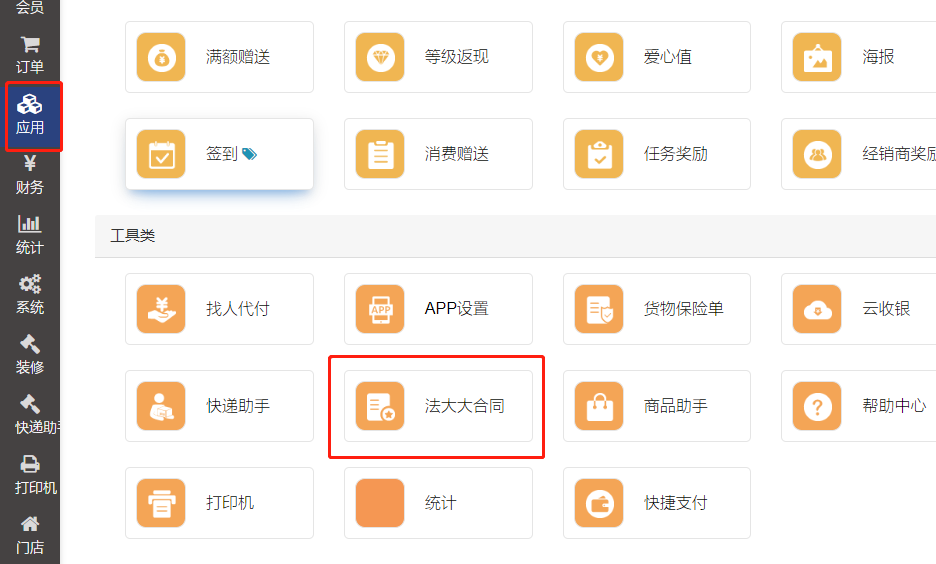 会员
订单
应用
财务
统计
系统
装修
快递助手
打印机
门店
满额赠送
等级返现
爱心值
海报
签到
消费赠送
任务奖励
经销商奖励
工具类
找人代付
APP
APP设置
货物保险单
云收银
快递助手
法大大合同
商品助手
帮助中心
打印机
统计
快捷支付